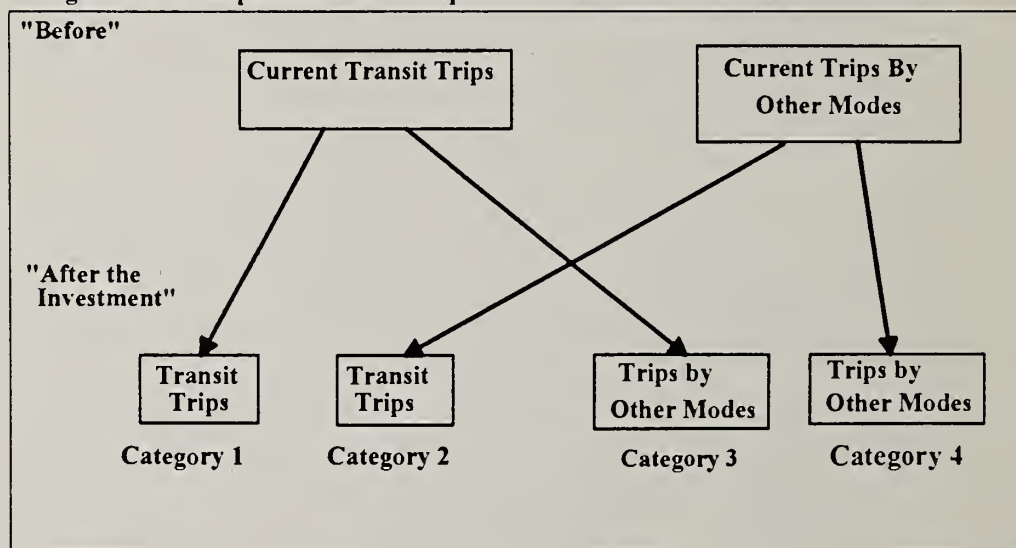 "Before"
Current Transit Trips
Current Trips By
Other Modes
"After the
Investment"
Transit
Trips
Category 1
Transit
Trips
Category 2
Trips by
Other Modes
Category 3
Trips by
Other Modes
Category 4